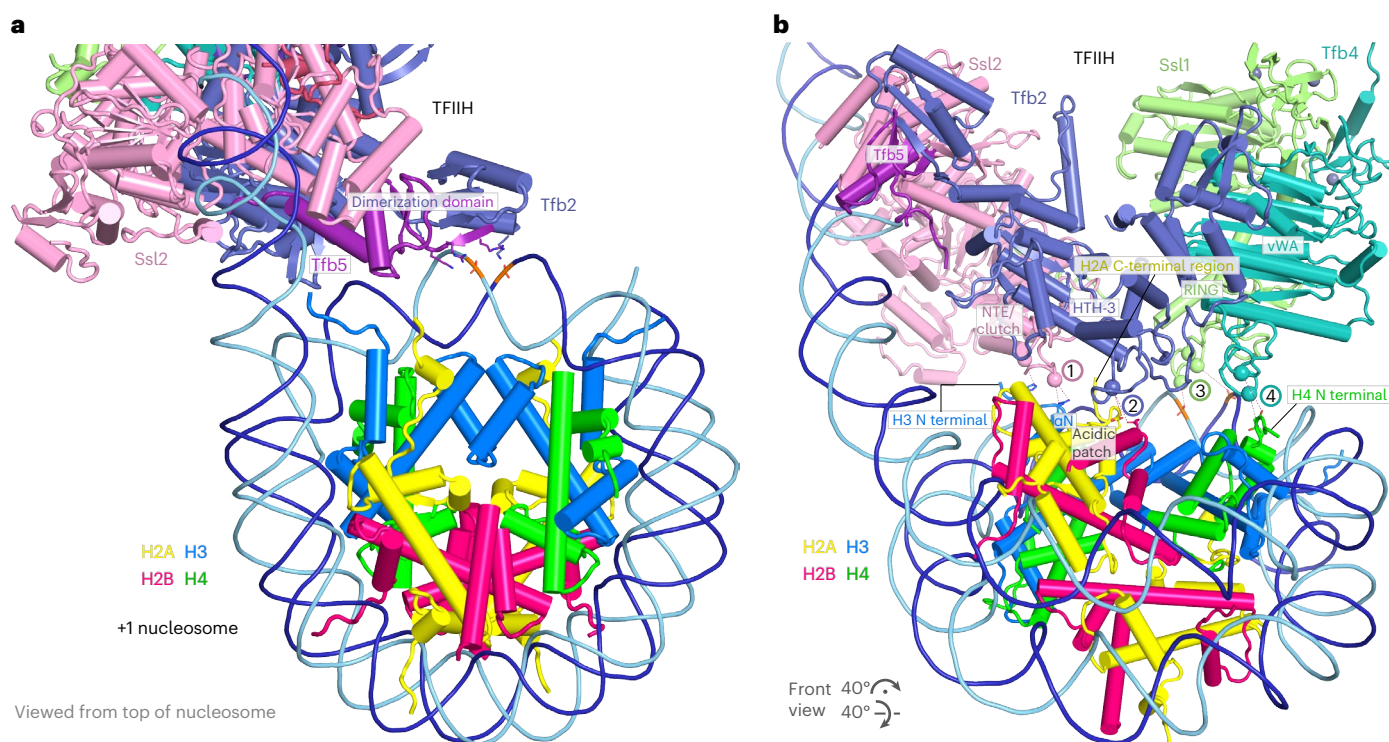 a
TFIIH
Dimerization domain
Tfb2
Ssl2
Tfb5
H2A H3
H2B H4
+1 nucleosome
Viewed from top of nucleosome
b
Ssl2
TFIIH
Ssl1
Tfb4
Tfb2
Tfb5
vWA
H2A C-terminal region
RING
HTH-3
NTE/
clutch
1
2
3
4
H3 N terminal
αN
H4 N terminal
Acidic
patch
H2A H3
H2B H4
Front 40°
view 40°